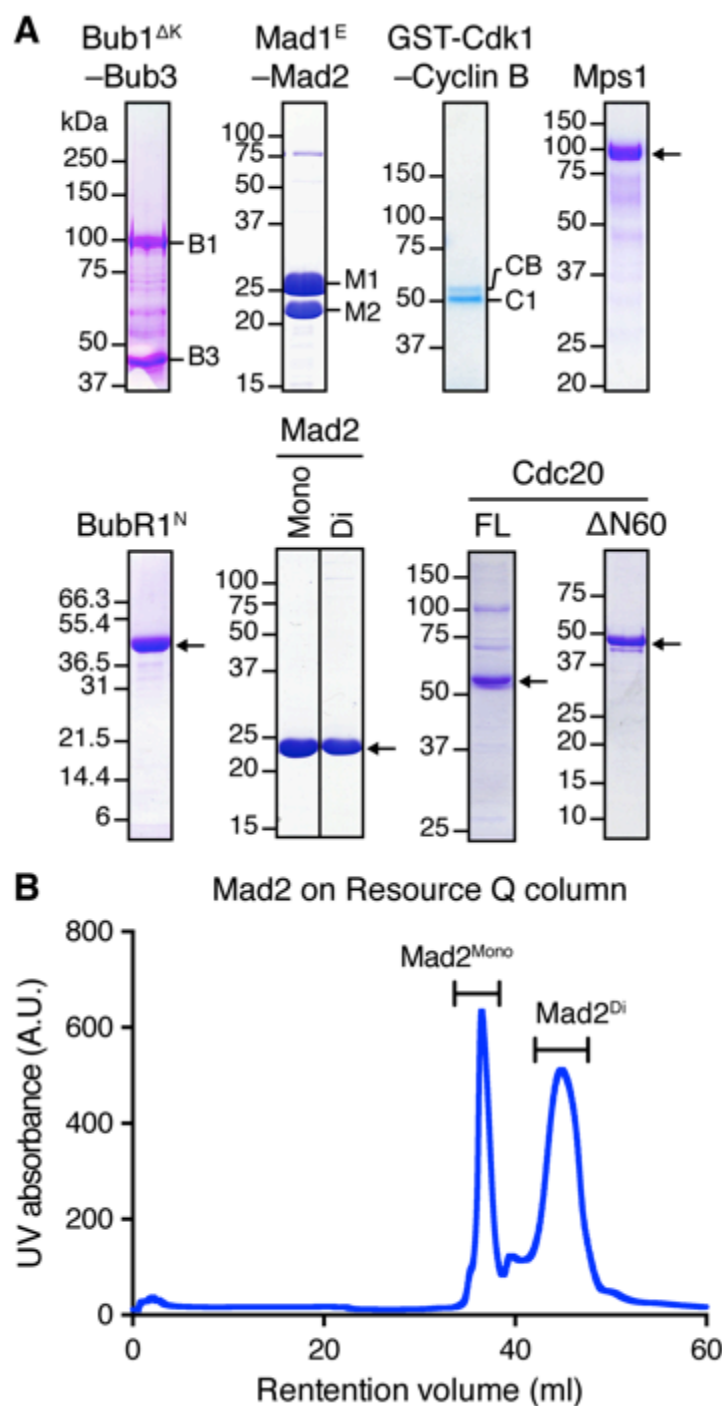 A
Bub1ΔK
–Bub3
Mad1E
–Mad2
GST-Cdk1
–Cyclin B
Mps1
kDa
250
150
100
75
50
37
B1
B3
100
75
50
37
25
20
15
M1
M2
150
100
75
50
37
CB
C1
150
100
75
50
37
25
20
BubR1N
66.3
55.4
36.5
31
21.5
14.4
6
Mad2
Mono
Di
100
75
50
37
25
20
15
Cdc20
FL
ΔN60
150
100
75
50
37
25
75
50
37
25
20
15
10
B
Mad2 on Resource Q column
UV absorbance (A.U.)
800
600
400
200
0
Mad2Mono
Mad2Di
0
20
40
60
Rentention volume (ml)